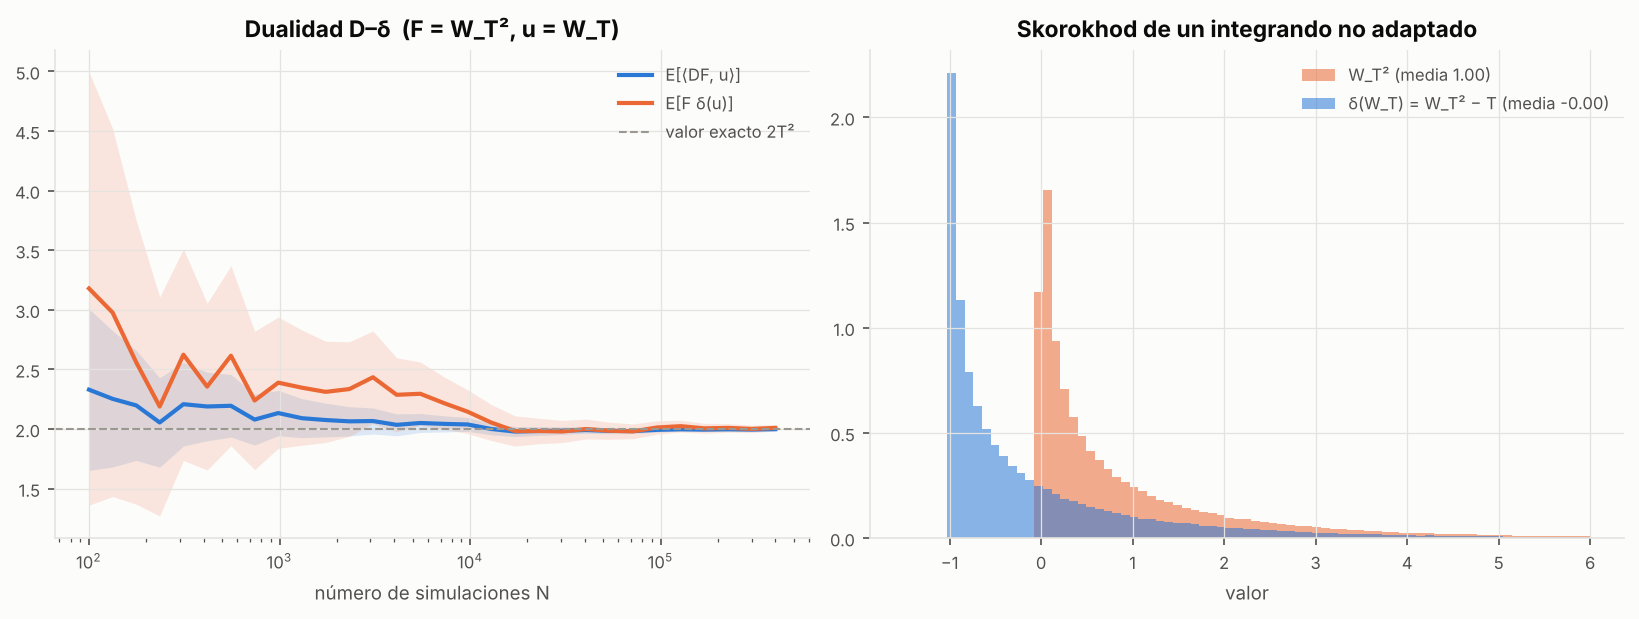 Dualidad D–δ (F = W_T², u = W_T)
E[⟨DF, u⟩]
E[F δ(u)]
valor exacto 2T²
5.0
4.5
4.0
3.5
3.0
2.5
2.0
1.5
10²
10³
10⁴
10⁵
número de simulaciones N
Skorokhod de un integrando no adaptado
W_T² (media 1.00)
δ(W_T) = W_T² − T (media -0.00)
2.0
1.5
1.0
0.5
0.0
−1
0
1
2
3
4
5
6
valor